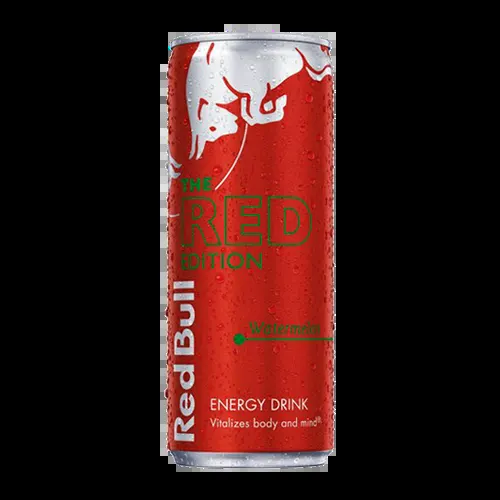 THE
RED
EDITION
Watermelon
Red Bull
ENERGY DRINK
Vitalizes body and mind®